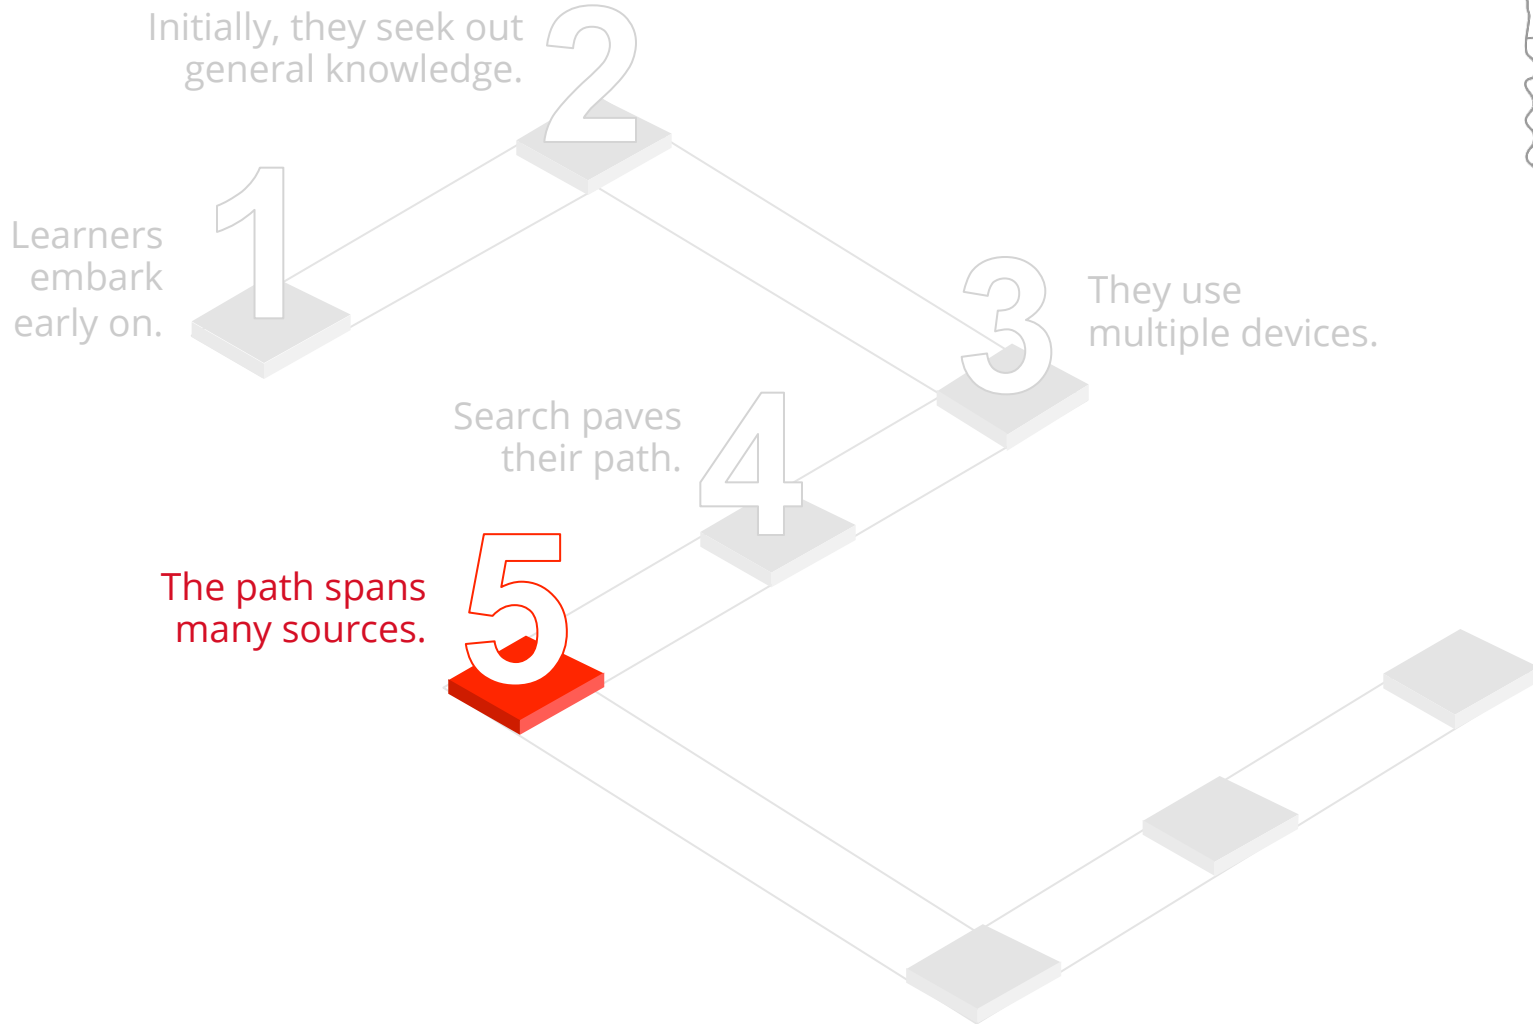 1
Learners
embark
early on.
2
Initially, they seek out
general knowledge.
3
They use
multiple devices.
4
Search paves
their path.
5
The path spans
many sources.